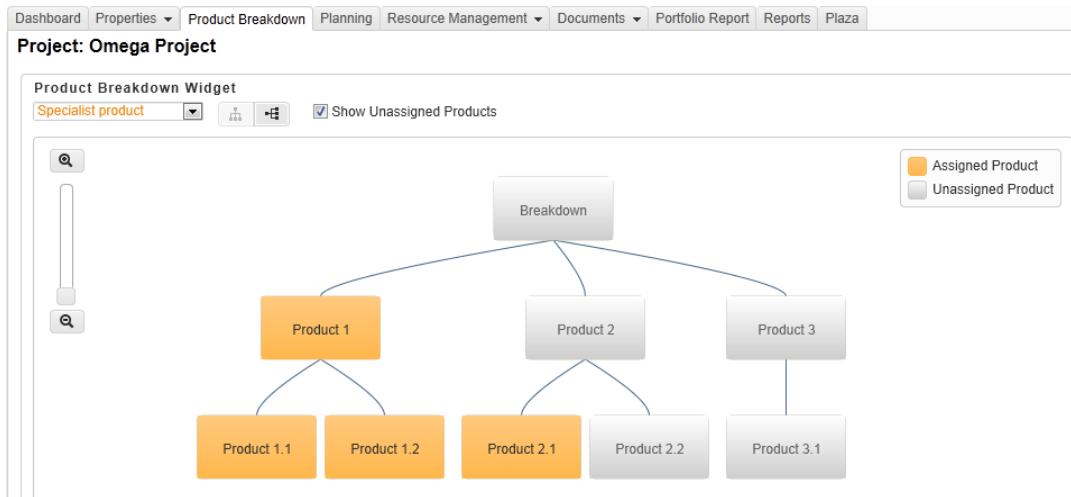 Dashboard Properties Product Breakdown Planning Resource Management Documents Portfolio Report Reports Plaza
Project: Omega Project
Product Breakdown Widget
Specialist product Show Unassigned Products
Assigned Product
Unassigned Product
Breakdown
Product 1 Product 2 Product 3
Product 1.1 Product 1.2 Product 2.1 Product 2.2 Product 3.1